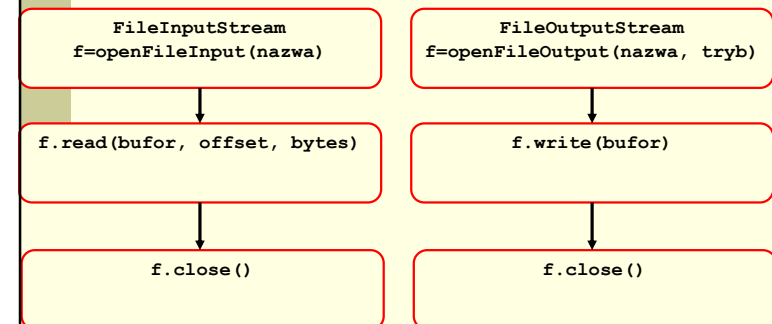 FileInputStream
f=openFileInput(nazwa)
f.read(bufor, offset, bytes)
f.close()
FileOutputStream
f=openFileOutput(nazwa, tryb)
f.write(bufor)
f.close()